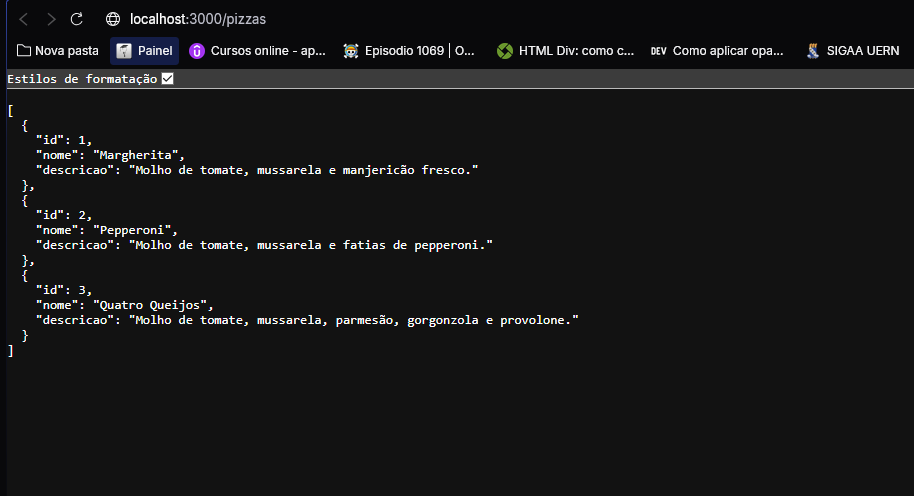 localhost:3000/pizzas
Nova pasta Painel Cursos online - ap... Episodio 1069 | O... HTML Div: como c... DEV Como aplicar opa... SIGAA UERN
Estilos de formatação
[
  {
    "id": 1,
    "nome": "Margherita",
    "descricao": "Molho de tomate, mussarela e manjericão fresco."
  },
  {
    "id": 2,
    "nome": "Pepperoni",
    "descricao": "Molho de tomate, mussarela e fatias de pepperoni."
  },
  {
    "id": 3,
    "nome": "Quatro Queijos",
    "descricao": "Molho de tomate, mussarela, parmesão, gorgonzola e provolone."
  }
]